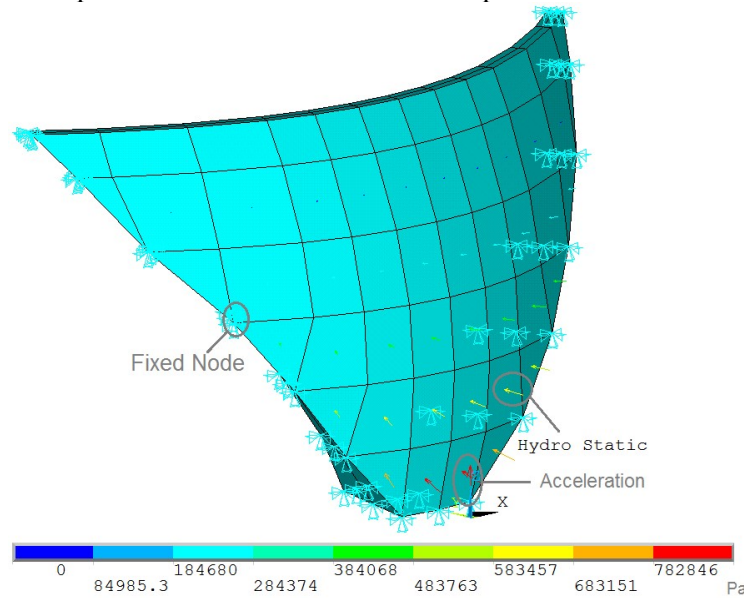 Fixed Node
Hydro Static
Acceleration
X
0 184680 384068 583457 782846
84985.3 284374 483763 683151 Pa